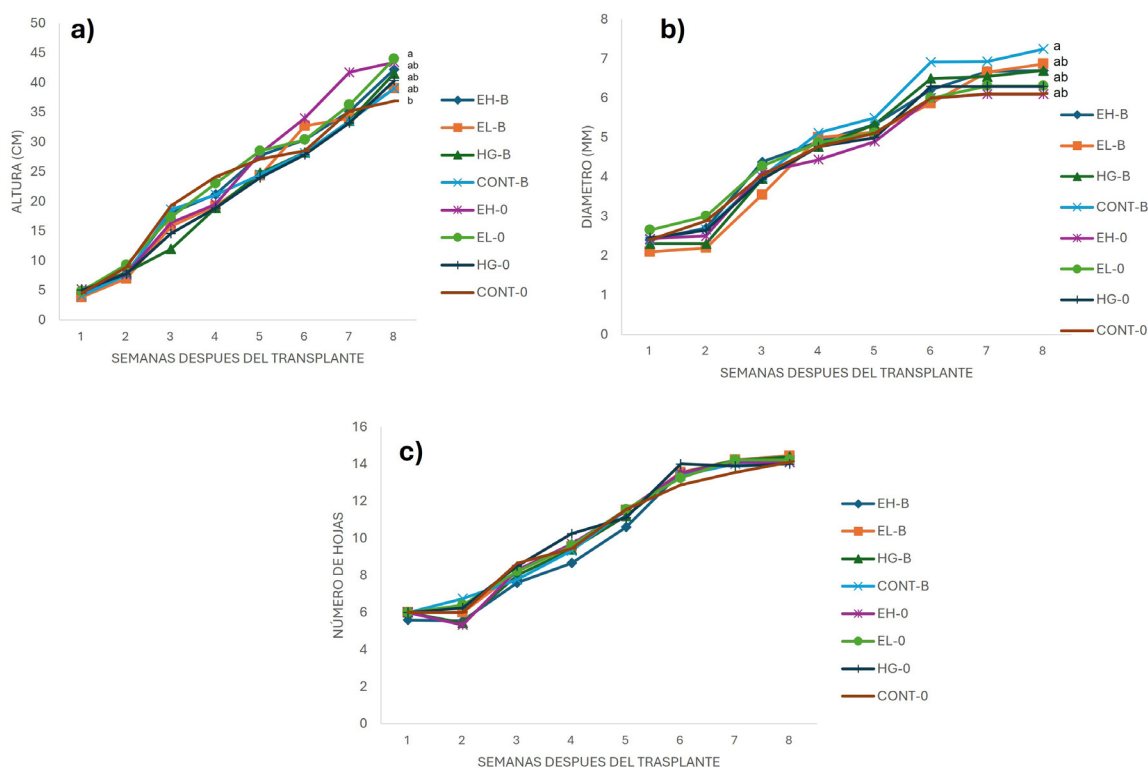 a)
50
45
40
35
30
25
20
15
10
5
0
ALTURA (CM)
1 2 3 4 5 6 7 8
SEMANAS DESPUES DEL TRANSPLANTE
a
ab
ab
ab
b
EH-B
EL-B
HG-B
CONT-B
EH-0
EL-0
HG-0
CONT-0
b)
8
7
6
5
4
3
2
1
0
DIAMETRO (MM)
1 2 3 4 5 6 7 8
SEMANAS DESPUES DEL TRANSPLANTE
a
ab
ab
ab
EH-B
EL-B
HG-B
CONT-B
EH-0
EL-0
HG-0
CONT-0
c)
16
14
12
10
8
6
4
2
0
NÚMERO DE HOJAS
1 2 3 4 5 6 7 8
SEMANAS DESPUES DEL TRASPLANTE
EH-B
EL-B
HG-B
CONT-B
EH-0
EL-0
HG-0
CONT-0